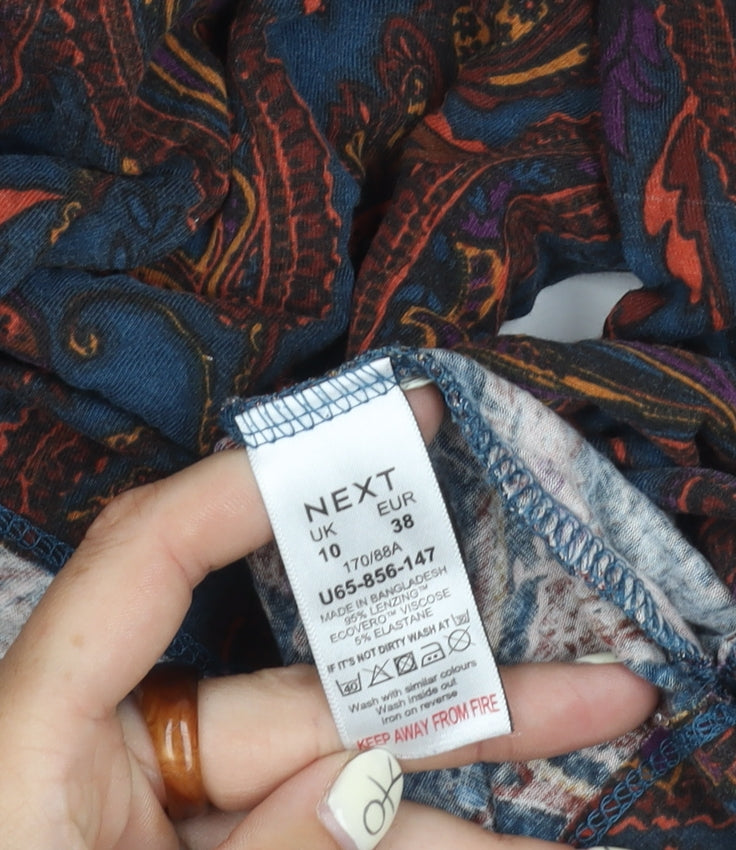 NEXT
UK EUR
10 38
170/88A
U65-856-147
MADE IN BANGLADESH
95% LENZING™
ECOVERO™ VISCOSE
5% ELASTANE
IF IT'S NOT DIRTY WASH AT 30
40
Wash with similar colours
Wash inside out
iron on reverse
KEEP AWAY FROM FIRE
OK